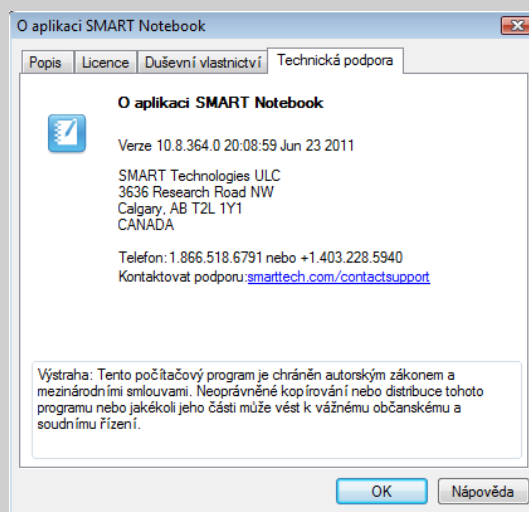 O aplikaci SMART Notebook
Popis Licence Duševní vlastnictví Technická podpora
O aplikaci SMART Notebook
Verze 10.8.364.0 20:08:59 Jun 23 2011
SMART Technologies ULC
3636 Research Road NW
Calgary, AB T2L 1Y1
CANADA
Telefon: 1.866.518.6791 nebo +1.403.228.5940
Kontaktovat podporu:smarttech.com/contactsupport
Výstraha: Tento počítačový program je chráněn autorským zákonem a
mezinárodními smlouvami. Neoprávněné kopírování nebo distribuce tohoto
programu nebo jakékoli jeho části může vést k vážnému občanskému a
soudnímu řízení.
OK Nápověda